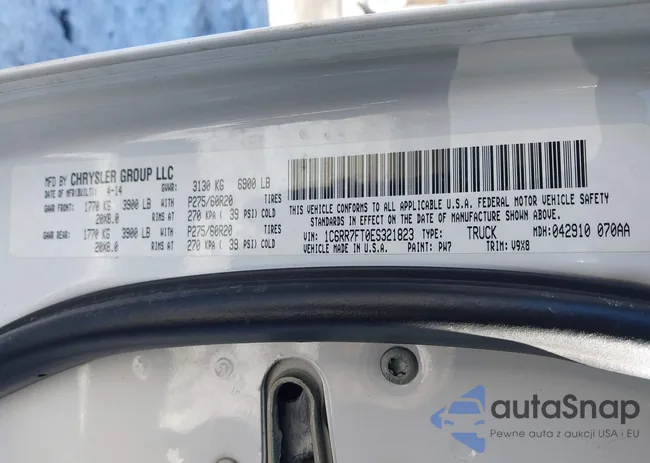 MFD BY CHRYSLER GROUP LLC
DATE OF MFR(BUILT): 4-14 GVWR: 3130 KG 6900 LB
GAWR FRONT: 1770 KG 3900 LB WITH P275/60R20 TIRES
20X8.0 RIMS AT 270 KPA ( 39 PSI) COLD
GAWR REAR: 1770 KG 3900 LB WITH P275/60R20 TIRES
20X8.0 RIMS AT 270 KPA ( 39 PSI) COLD
THIS VEHICLE CONFORMS TO ALL APPLICABLE U.S.A. FEDERAL MOTOR VEHICLE SAFETY
STANDARDS IN EFFECT ON THE DATE OF MANUFACTURE SHOWN ABOVE.
VIN: 1C6RR7FT0ES321823 TYPE: TRUCK MDH: 042910 070AA
VEHICLE MADE IN U.S.A. PAINT: PW7 TRIM: V9X8
autaSnap
Pewne auta z aukcji USA i EU